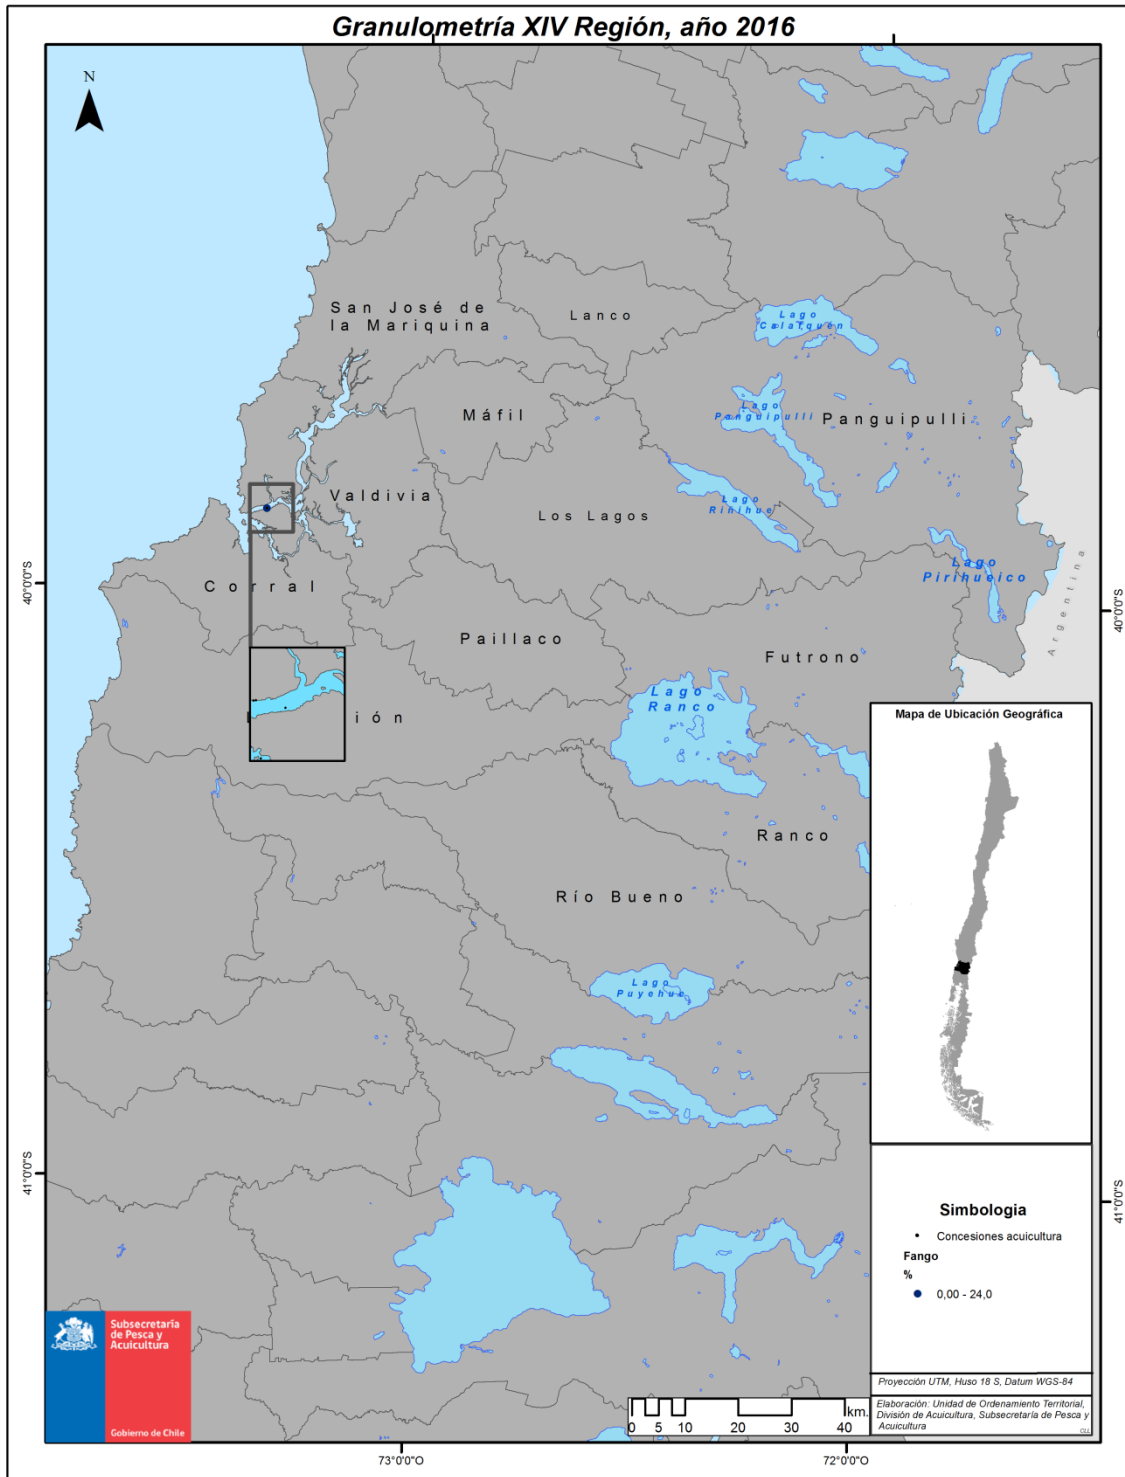 Granulometría XIV Región, año 2016
N
San José de
la Mariquina
Lanco
Lago
Calafquén
Máfil
Lago
Panguipulli
Panguipulli
Valdivia
Los Lagos
Lago
Riñihue
Lago
Pirihueico
Argentina
Corral
40°0'0"S
40°0'0"S
Paillaco
Futrono
Lago
Ranco
ión
Mapa de Ubicación Geográfica
Ranco
Río Bueno
Lago
Puyehue
41°0'0"S
41°0'0"S
Simbologia
Concesiones acuicultura
Fango
%
0,00 - 24,0
Subsecretaría
de Pesca y
Acuicultura
Gobierno de Chile
Proyección UTM, Huso 18 S, Datum WGS-84
Elaboración: Unidad de Ordenamiento Territorial,
División de Acuicultura, Subsecretaría de Pesca y
Acuicultura
CLL
km.
0 5 10 20 30 40
73°0'0"O
72°0'0"O